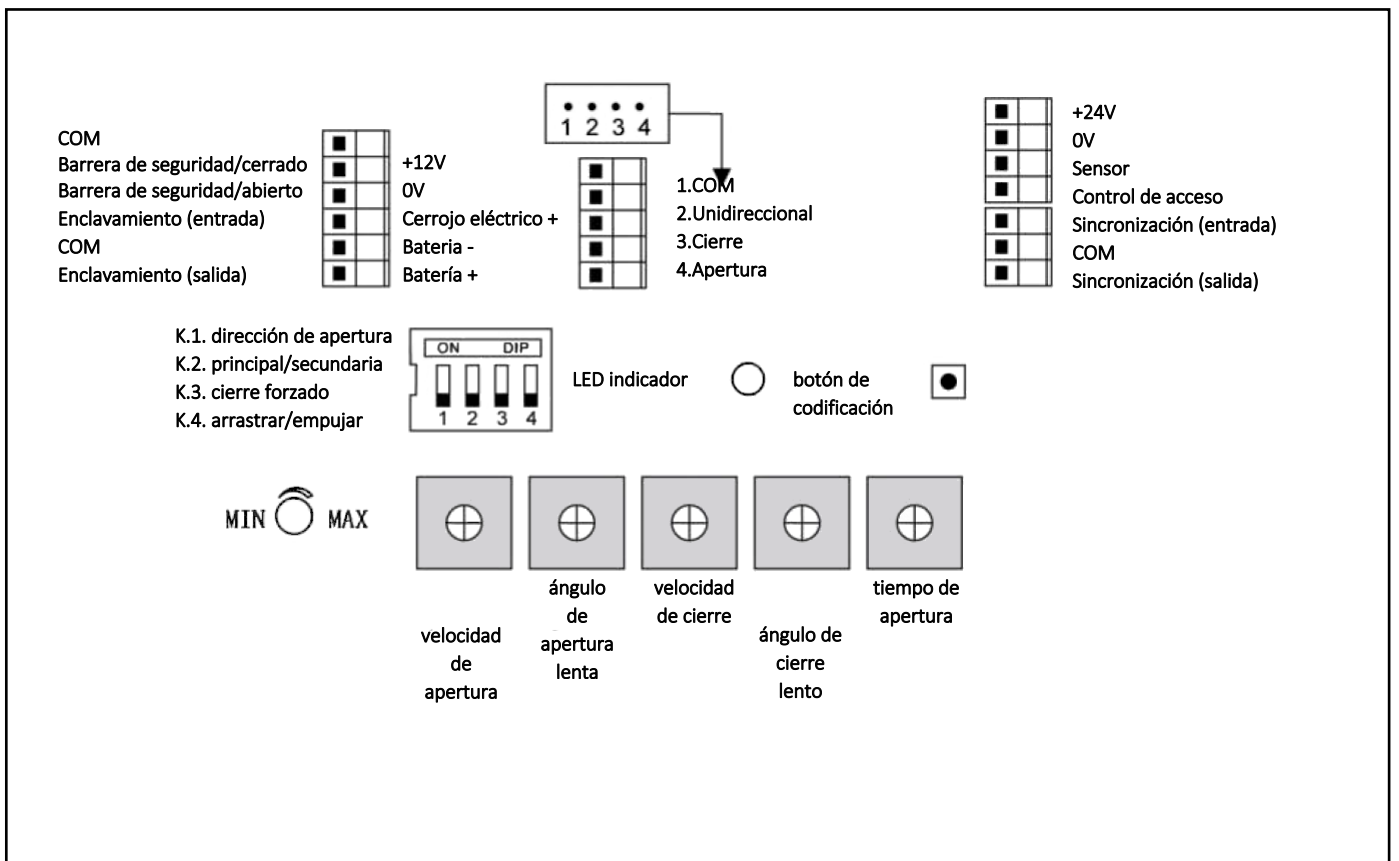 COM
Barrera de seguridad/cerrado
Barrera de seguridad/abierto
Enclavamiento (entrada)
COM
Enclavamiento (salida)
+12V
0V
Cerrojo eléctrico +
Bateria -
Batería +
1 2 3 4
1.COM
2.Unidireccional
3.Cierre
4.Apertura
+24V
0V
Sensor
Control de acceso
Sincronización (entrada)
COM
Sincronización (salida)
K.1. dirección de apertura
K.2. principal/secundaria
K.3. cierre forzado
K.4. arrastrar/empujar
ON DIP
1 2 3 4
LED indicador
botón de
codificación
MIN MAX
velocidad
de
apertura
ángulo
de
apertura
lenta
velocidad
de cierre
ángulo de
cierre
lento
tiempo de
apertura